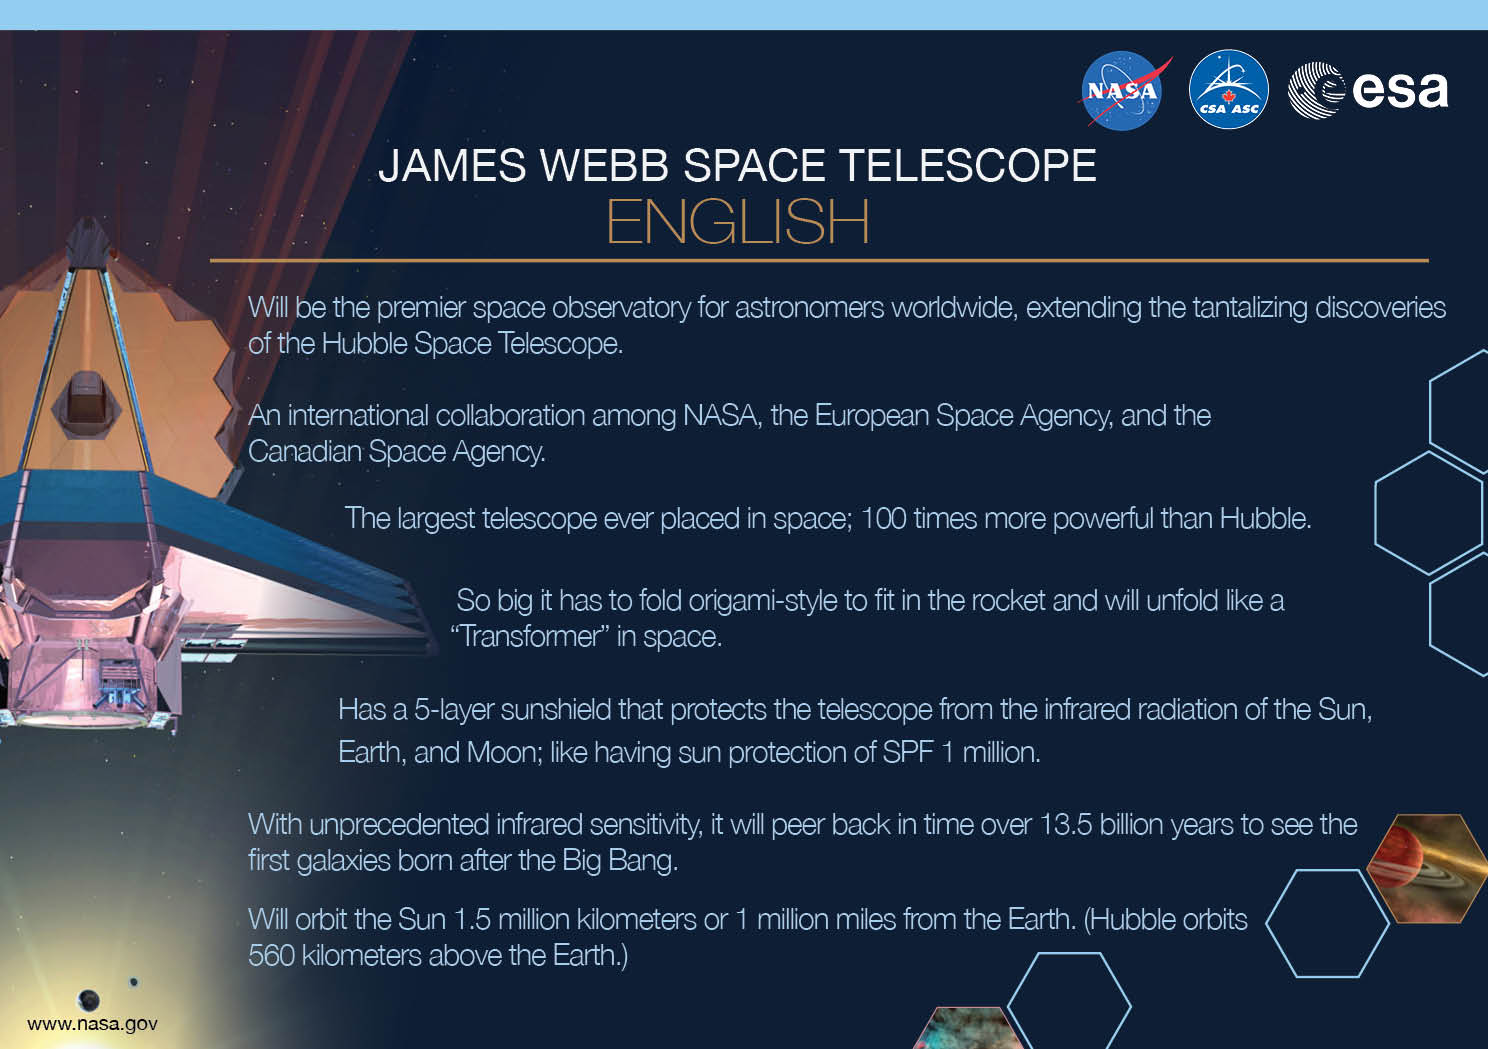 NASA
CSA ASC
esa
JAMES WEBB SPACE TELESCOPE
ENGLISH
Will be the premier space observatory for astronomers worldwide, extending the tantalizing discoveries
of the Hubble Space Telescope.
An international collaboration among NASA, the European Space Agency, and the
Canadian Space Agency.
The largest telescope ever placed in space; 100 times more powerful than Hubble.
So big it has to fold origami-style to fit in the rocket and will unfold like a
“Transformer” in space.
Has a 5-layer sunshield that protects the telescope from the infrared radiation of the Sun,
Earth, and Moon; like having sun protection of SPF 1 million.
With unprecedented infrared sensitivity, it will peer back in time over 13.5 billion years to see the
first galaxies born after the Big Bang.
Will orbit the Sun 1.5 million kilometers or 1 million miles from the Earth. (Hubble orbits
560 kilometers above the Earth.)
www.nasa.gov